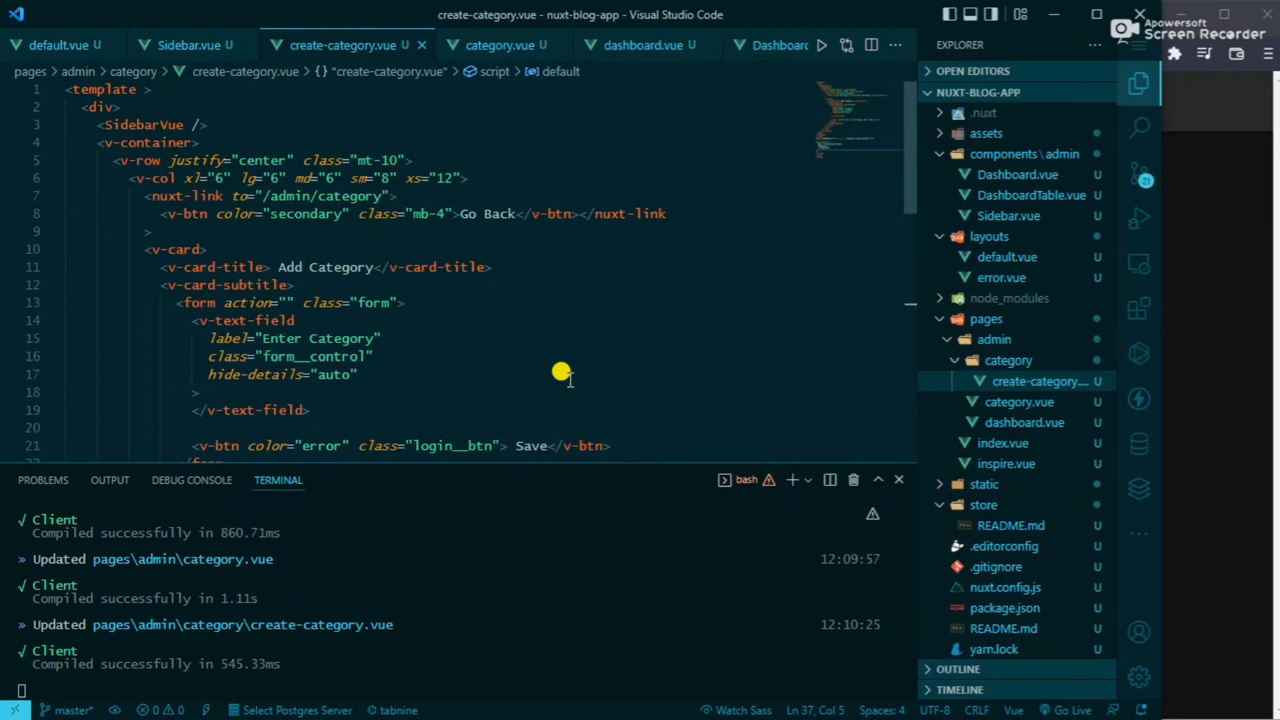 create-category.vue - nuxt-blog-app - Visual Studio Code
Apowersoft
Screen Recorder
default.vue U
Sidebar.vue U
create-category.vue U
category.vue U
dashboard.vue U
Dashboard
pages > admin > category > create-category.vue > {} "create-category.vue" > script > default
1 <template >
2 <div>
3 <SidebarVue />
4 <v-container>
5 <v-row justify="center" class="mt-10">
6 <v-col xl="6" lg="6" md="6" sm="8" xs="12">
7 <nuxt-link to="/admin/category">
8 <v-btn color="secondary" class="mb-4">Go Back</v-btn></nuxt-link
9 >
10 <v-card>
11 <v-card-title> Add Category</v-card-title>
12 <v-card-subtitle>
13 <form action="" class="form">
14 <v-text-field
15 label="Enter Category"
16 class="form__control"
17 hide-details="auto"
18 >
19 </v-text-field>
20
21 <v-btn color="error" class="login__btn"> Save</v-btn>
PROBLEMS OUTPUT DEBUG CONSOLE TERMINAL
bash
√ Client
Compiled successfully in 860.71ms
» Updated pages\admin\category.vue 12:09:57
√ Client
Compiled successfully in 1.11s
» Updated pages\admin\category\create-category.vue 12:10:25
√ Client
Compiled successfully in 545.33ms
EXPLORER
OPEN EDITORS
NUXT-BLOG-APP
.nuxt
assets
components\admin
Dashboard.vue U
DashboardTable.vue U
Sidebar.vue U
layouts
default.vue U
error.vue U
node_modules
pages
admin
category
create-category.... U
category.vue U
dashboard.vue U
index.vue U
inspire.vue U
static
store
README.md U
.editorconfig U
.gitignore U
nuxt.config.js U
package.json U
README.md U
yarn.lock U
OUTLINE
TIMELINE
21
master* 0 0 Select Postgres Server tabnine Watch Sass Ln 37, Col 5 Spaces: 4 UTF-8 CRLF Vue Go Live